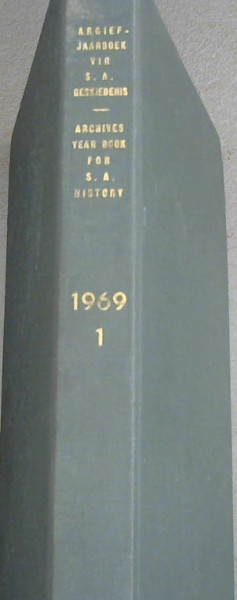 ARGIEF-
JAARBOEK
VIR
S. A.
GESKIEDENIS
ARCHIVES
YEAR BOOK
FOR
S. A.
HISTORY
1969
1